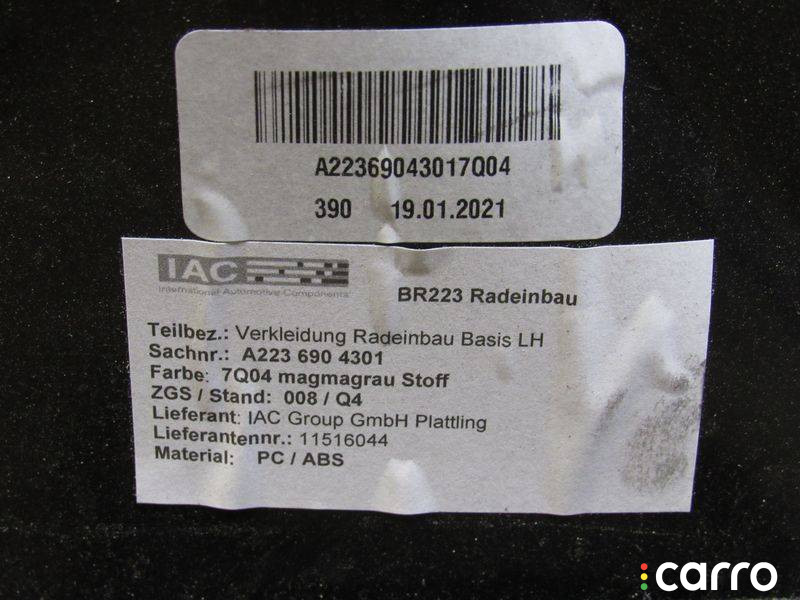 A22369043017Q04
390 19.01.2021
IAC
International Automotive Components
BR223 Radeinbau
Teilbez.: Verkleidung Radeinbau Basis LH
Sachnr.: A223 690 4301
Farbe: 7Q04 magmagrau Stoff
ZGS / Stand: 008 / Q4
Lieferant: IAC Group GmbH Plattling
Lieferantennr.: 11516044
Material: PC / ABS
carro